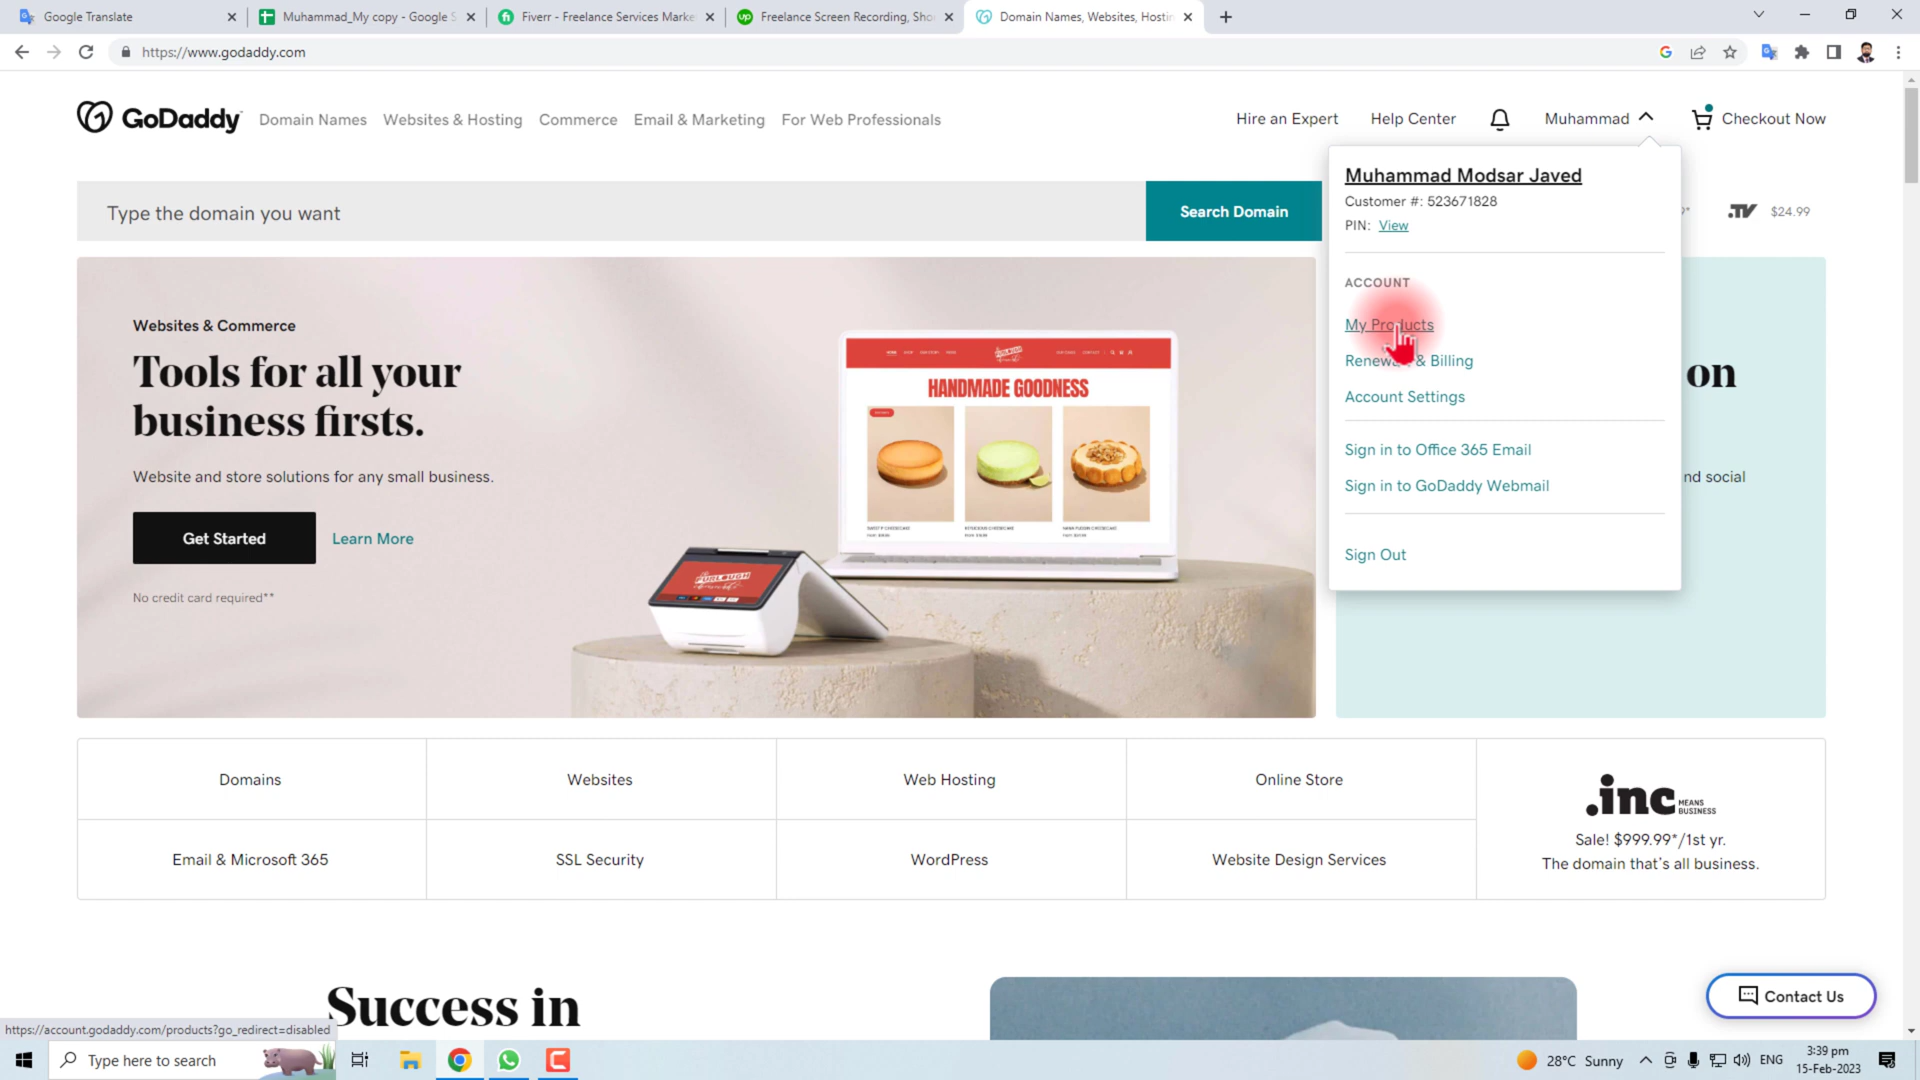 Google Translate
Muhammad_My copy - Google S
Fiverr - Freelance Services Marke
Freelance Screen Recording, Sho
Domain Names, Websites, Hostin
https://www.godaddy.com
GoDaddy
Domain Names
Websites & Hosting
Commerce
Email & Marketing
For Web Professionals
Hire an Expert
Help Center
Muhammad
Checkout Now
Type the domain you want
Search Domain
.TV
$24.99
Muhammad Modsar Javed
Customer #: 523671828
PIN: View
ACCOUNT
My Products
& Billing
Account Settings
Sign in to Office 365 Email
Sign in to GoDaddy Webmail
Sign Out
Websites & Commerce
Tools for all your
business firsts.
Website and store solutions for any small business.
Get Started
Learn More
No credit card required**
HANDMADE GOODNESS
on
nd social
Domains
Websites
Web Hosting
Online Store
Email & Microsoft 365
SSL Security
WordPress
Website Design Services
.inc MEANS
BUSINESS
Sale! $999.99*/1st yr.
The domain that's all business.
Success in
Contact Us
https://account.godaddy.com/products?go_redirect=disabled
Type here to search
28°C Sunny
ENG
3:39 pm
15-Feb-2023